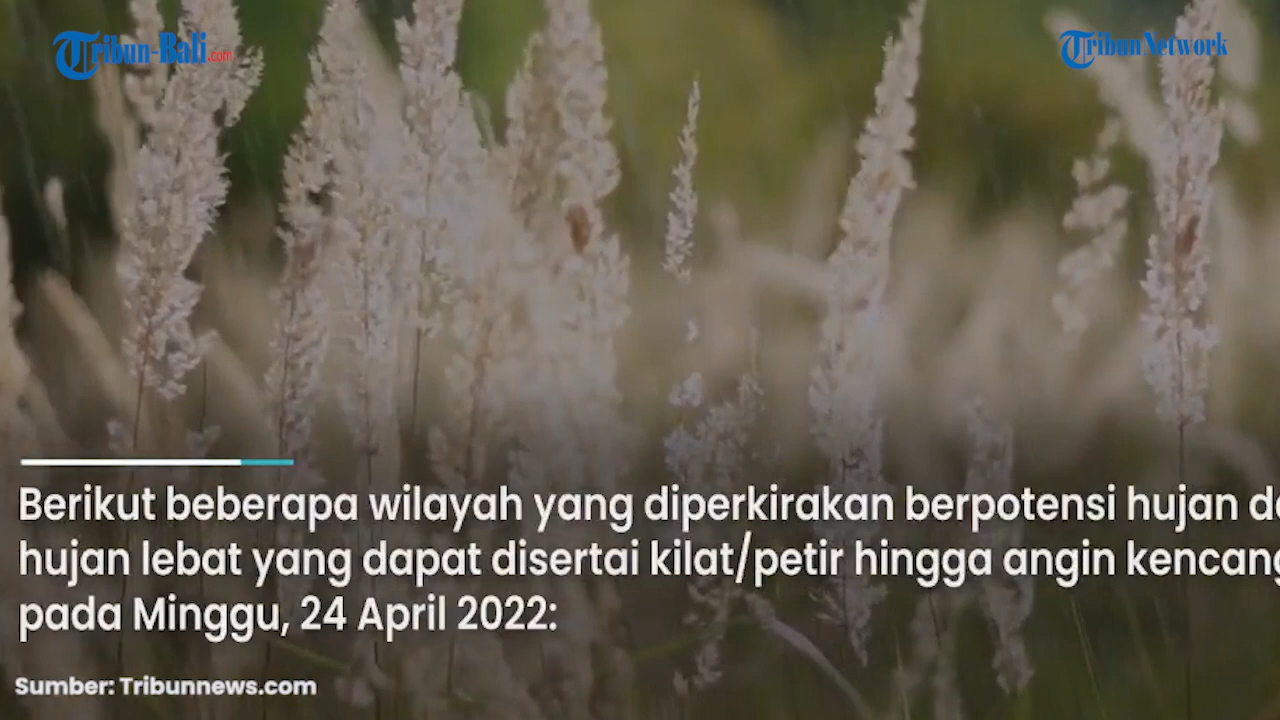 Tribun-Bali.com
TribunNetwork
Berikut beberapa wilayah yang diperkirakan berpotensi hujan
hujan lebat yang dapat disertai kilat/petir hingga angin kencang
pada Minggu, 24 April 2022:
Sumber: Tribunnews.com